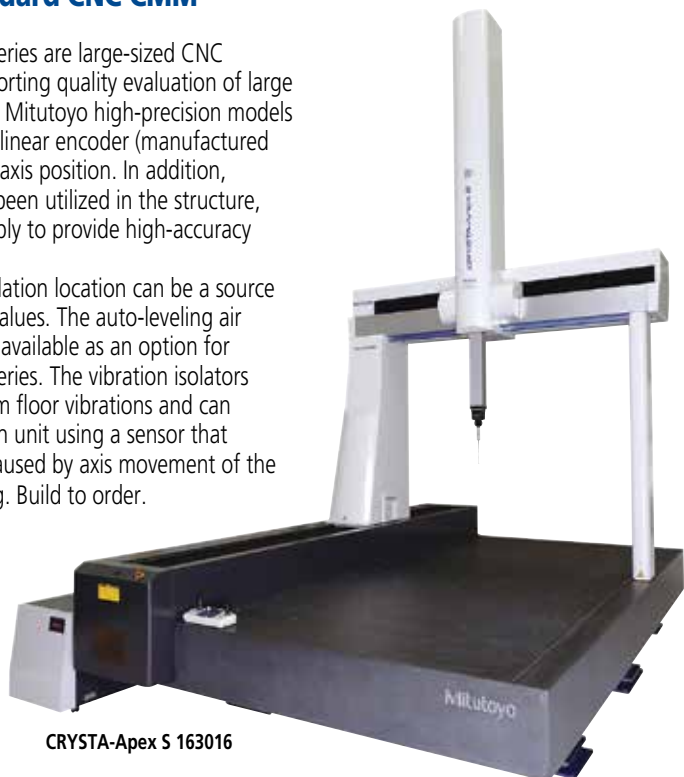 dard CNC CMM
eries are large-sized CNC
orting quality evaluation of large
Mitutoyo high-precision models
linear encoder (manufactured
axis position. In addition,
been utilized in the structure,
bly to provide high-accuracy
lation location can be a source
alues. The auto-leveling air
available as an option for
eries. The vibration isolators
m floor vibrations and can
n unit using a sensor that
aused by axis movement of the
g. Build to order.
CRYSTA-Apex S
Mitutoyo
CRYSTA-Apex S 163016